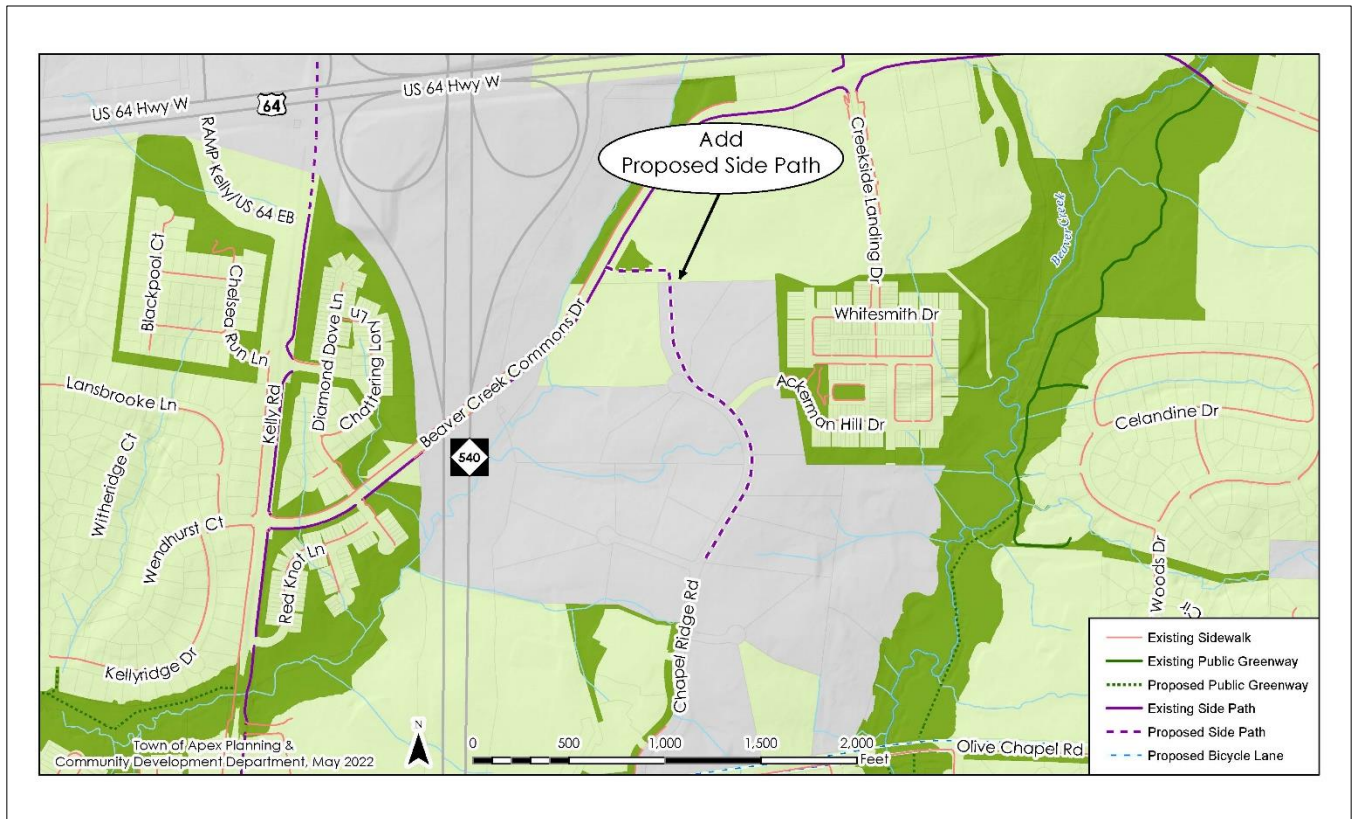 US 64 Hwy W
US 64 Hwy W
64
RAMP Kelly/US 64 EB
Add
Proposed Side Path
Creekside Landing Dr
Beaver Creek
Blackpool Ct
Chelsea Run Ln
Diamond Dove Ln
Chattering Lory Ln
Whitesmith Dr
Lansbrooke Ln
Kelly Rd
Beaver Creek Commons Dr
Ackerman Hill Dr
Celandine Dr
540
Witheridge Ct
Wendhurst Ct
Red Knot Ln
Woods Dr
Cir
Kellyridge Dr
Chapel Ridge Rd
Olive Chapel Rd
Town of Apex Planning &
Community Development Department, May 2022
N
0 500 1,000 1,500 2,000
Feet
Existing Sidewalk
Existing Public Greenway
Proposed Public Greenway
Existing Side Path
Proposed Side Path
Proposed Bicycle Lane